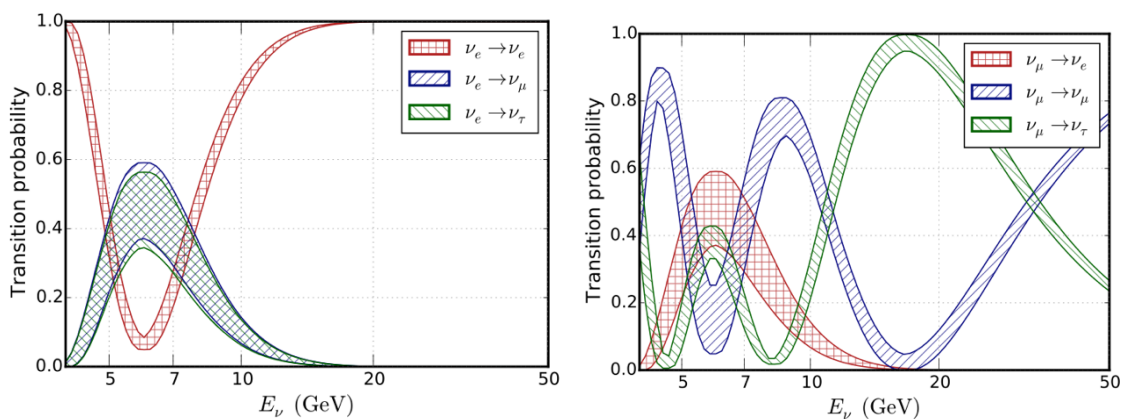 1.0
0.8
0.6
0.4
0.2
0.0
Transition probability
ν_e → ν_e
ν_e → ν_μ
ν_e → ν_τ
5 7 10 20 50
E_ν (GeV)
1.0
0.8
0.6
0.4
0.2
0.0
Transition probability
ν_μ → ν_e
ν_μ → ν_μ
ν_μ → ν_τ
5 7 10 20 50
E_ν (GeV)